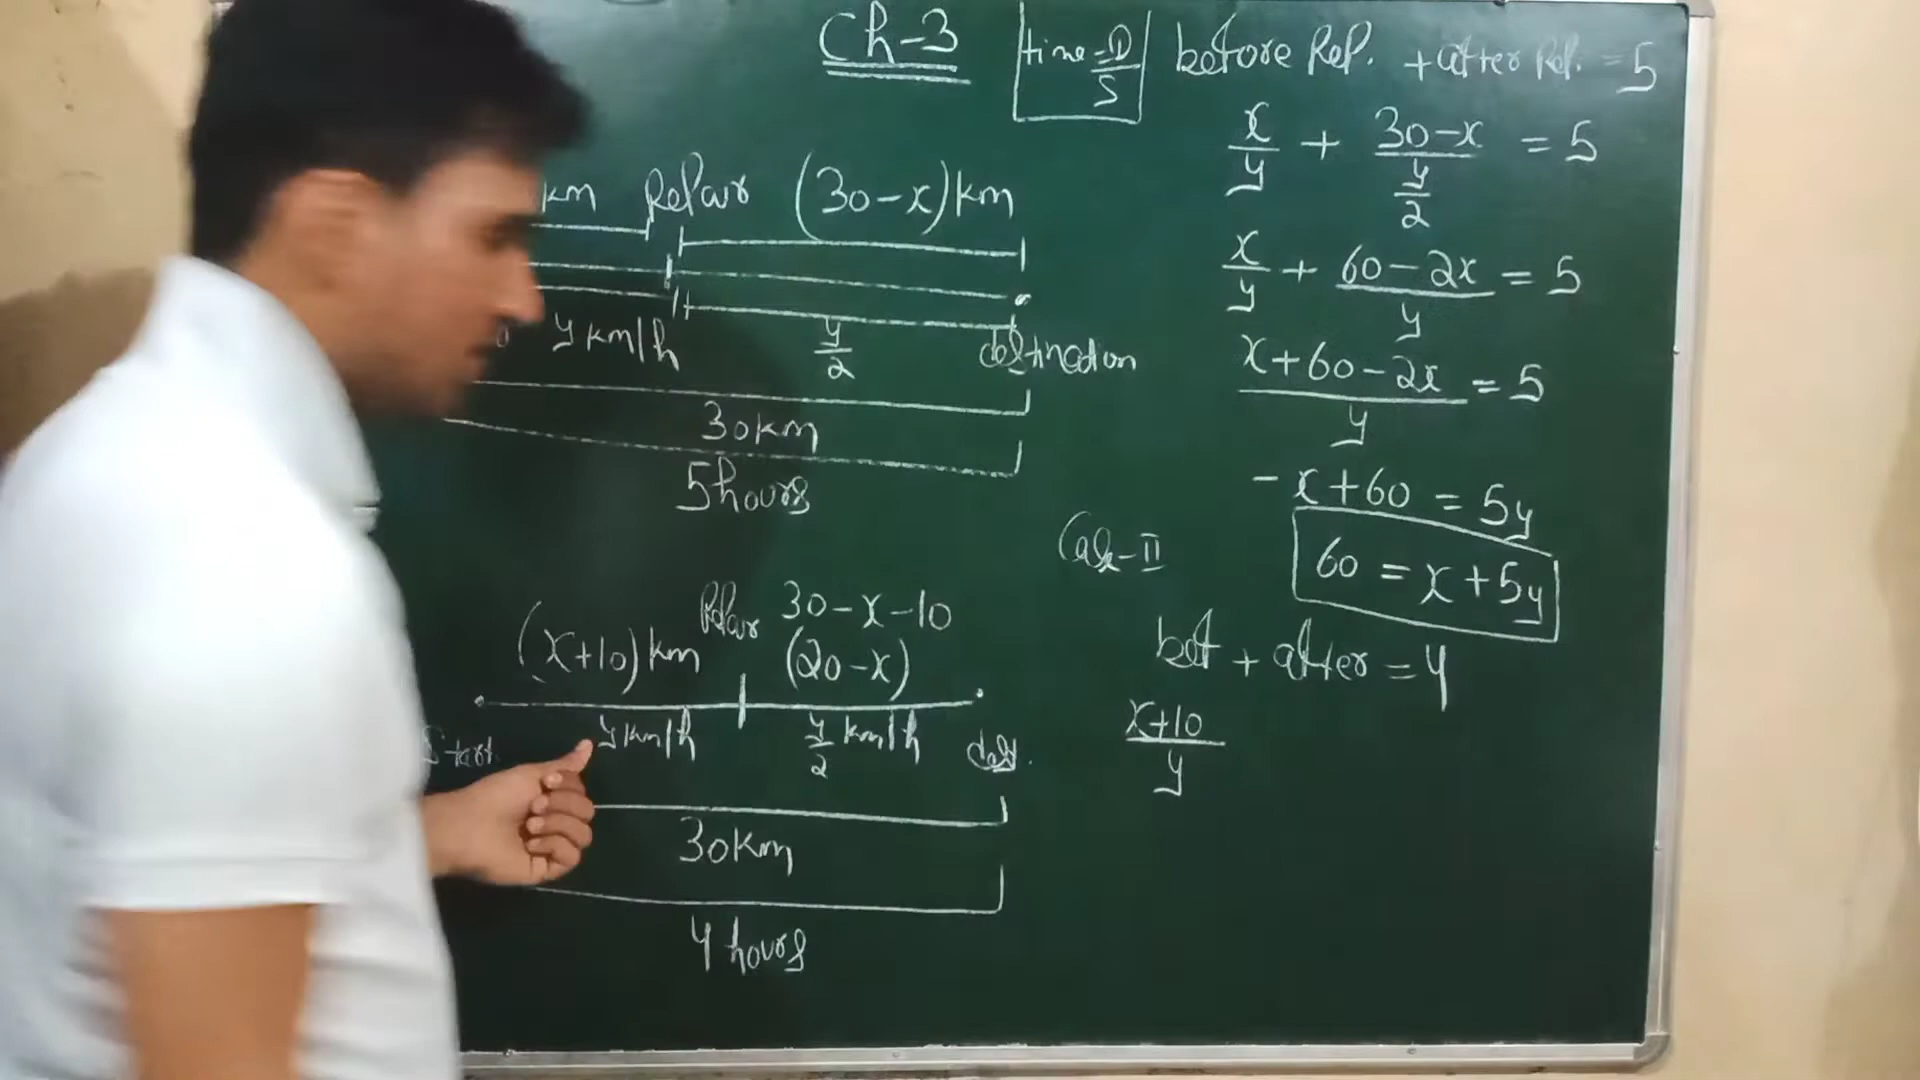 Ch-3
time = D/S
before Rep. + after Rep. = 5
x/y + (30-x)/(y/2) = 5
x/y + (60-2x)/y = 5
(x+60-2x)/y = 5
-x+60 = 5y
60 = x+5y
km Repair (30-x)km
y km/h y/2 destination
30km
5 hours
Case-II
Repair 30-x-10
(x+10)km (20-x)
y km/h y/2 km/h
Start dest.
30km
4 hours
bef + after = 4
(x+10)/y